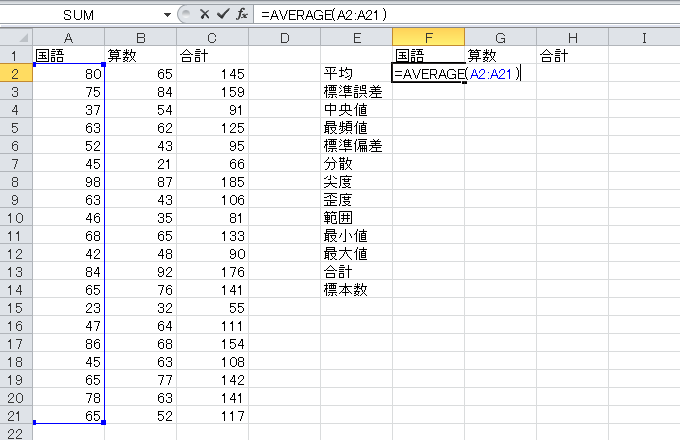 SUM fx =AVERAGE(A2:A21)
A B C D E F G H I
1 国語 算数 合計 国語 算数 合計
2 80 65 145 平均 =AVERAGE(A2:A21)
3 75 84 159 標準誤差
4 37 54 91 中央値
5 63 62 125 最頻値
6 52 43 95 標準偏差
7 45 21 66 分散
8 98 87 185 尖度
9 63 43 106 歪度
10 46 35 81 範囲
11 68 65 133 最小値
12 42 48 90 最大値
13 84 92 176 合計
14 65 76 141 標本数
15 23 32 55
16 47 64 111
17 86 68 154
18 45 63 108
19 65 77 142
20 78 63 141
21 65 52 117
22